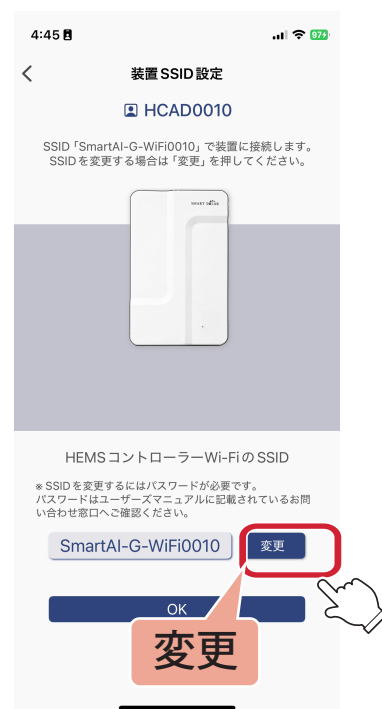 4:45
97
装置SSID設定
HCAD0010
SSID「SmartAI-G-WiFi0010」で装置に接続します。
SSIDを変更する場合は「変更」を押してください。
HEMSコントローラーWi-FiのSSID
※SSIDを変更するにはパスワードが必要です。
パスワードはユーザーズマニュアルに記載されているお問
い合わせ窓口へご確認ください。
SmartAI-G-WiFi0010
変更
OK
変更